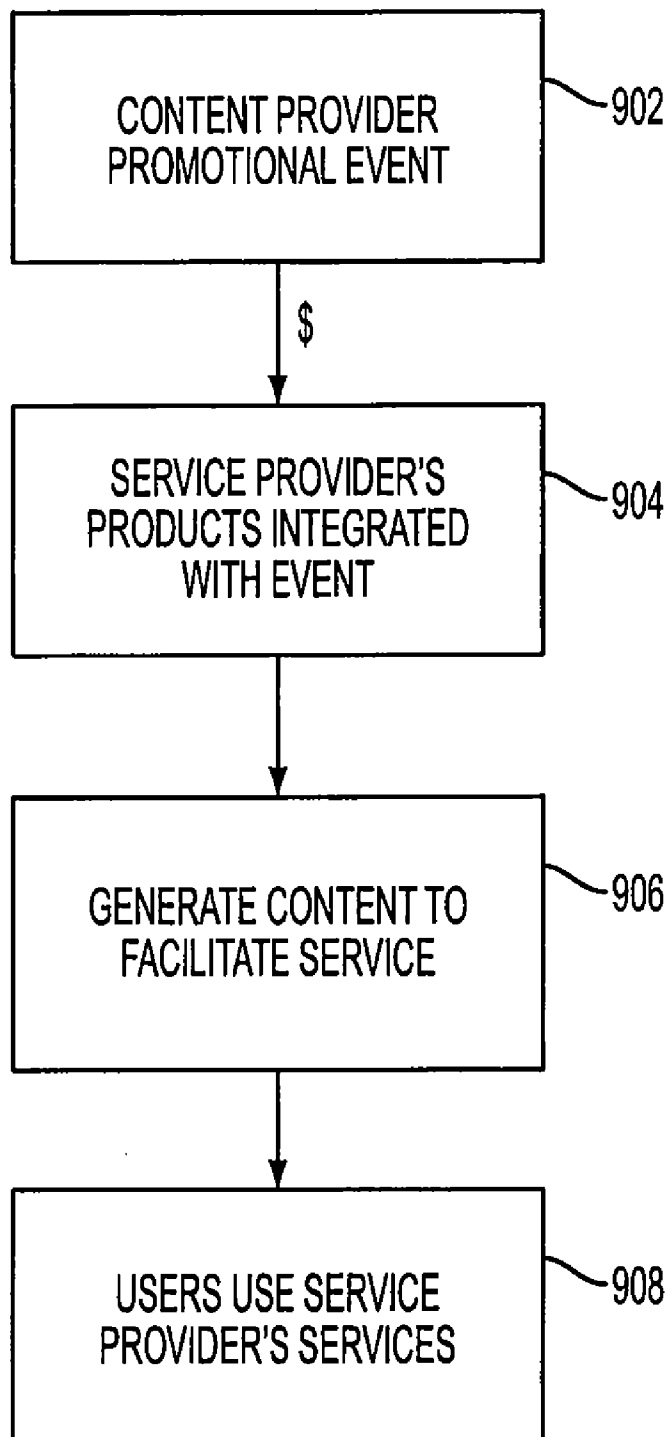 CONTENT PROVIDER
PROMOTIONAL EVENT
902
$
SERVICE PROVIDER'S
PRODUCTS INTEGRATED
WITH EVENT
904
GENERATE CONTENT TO
FACILITATE SERVICE
906
USERS USE SERVICE
PROVIDER'S SERVICES
908